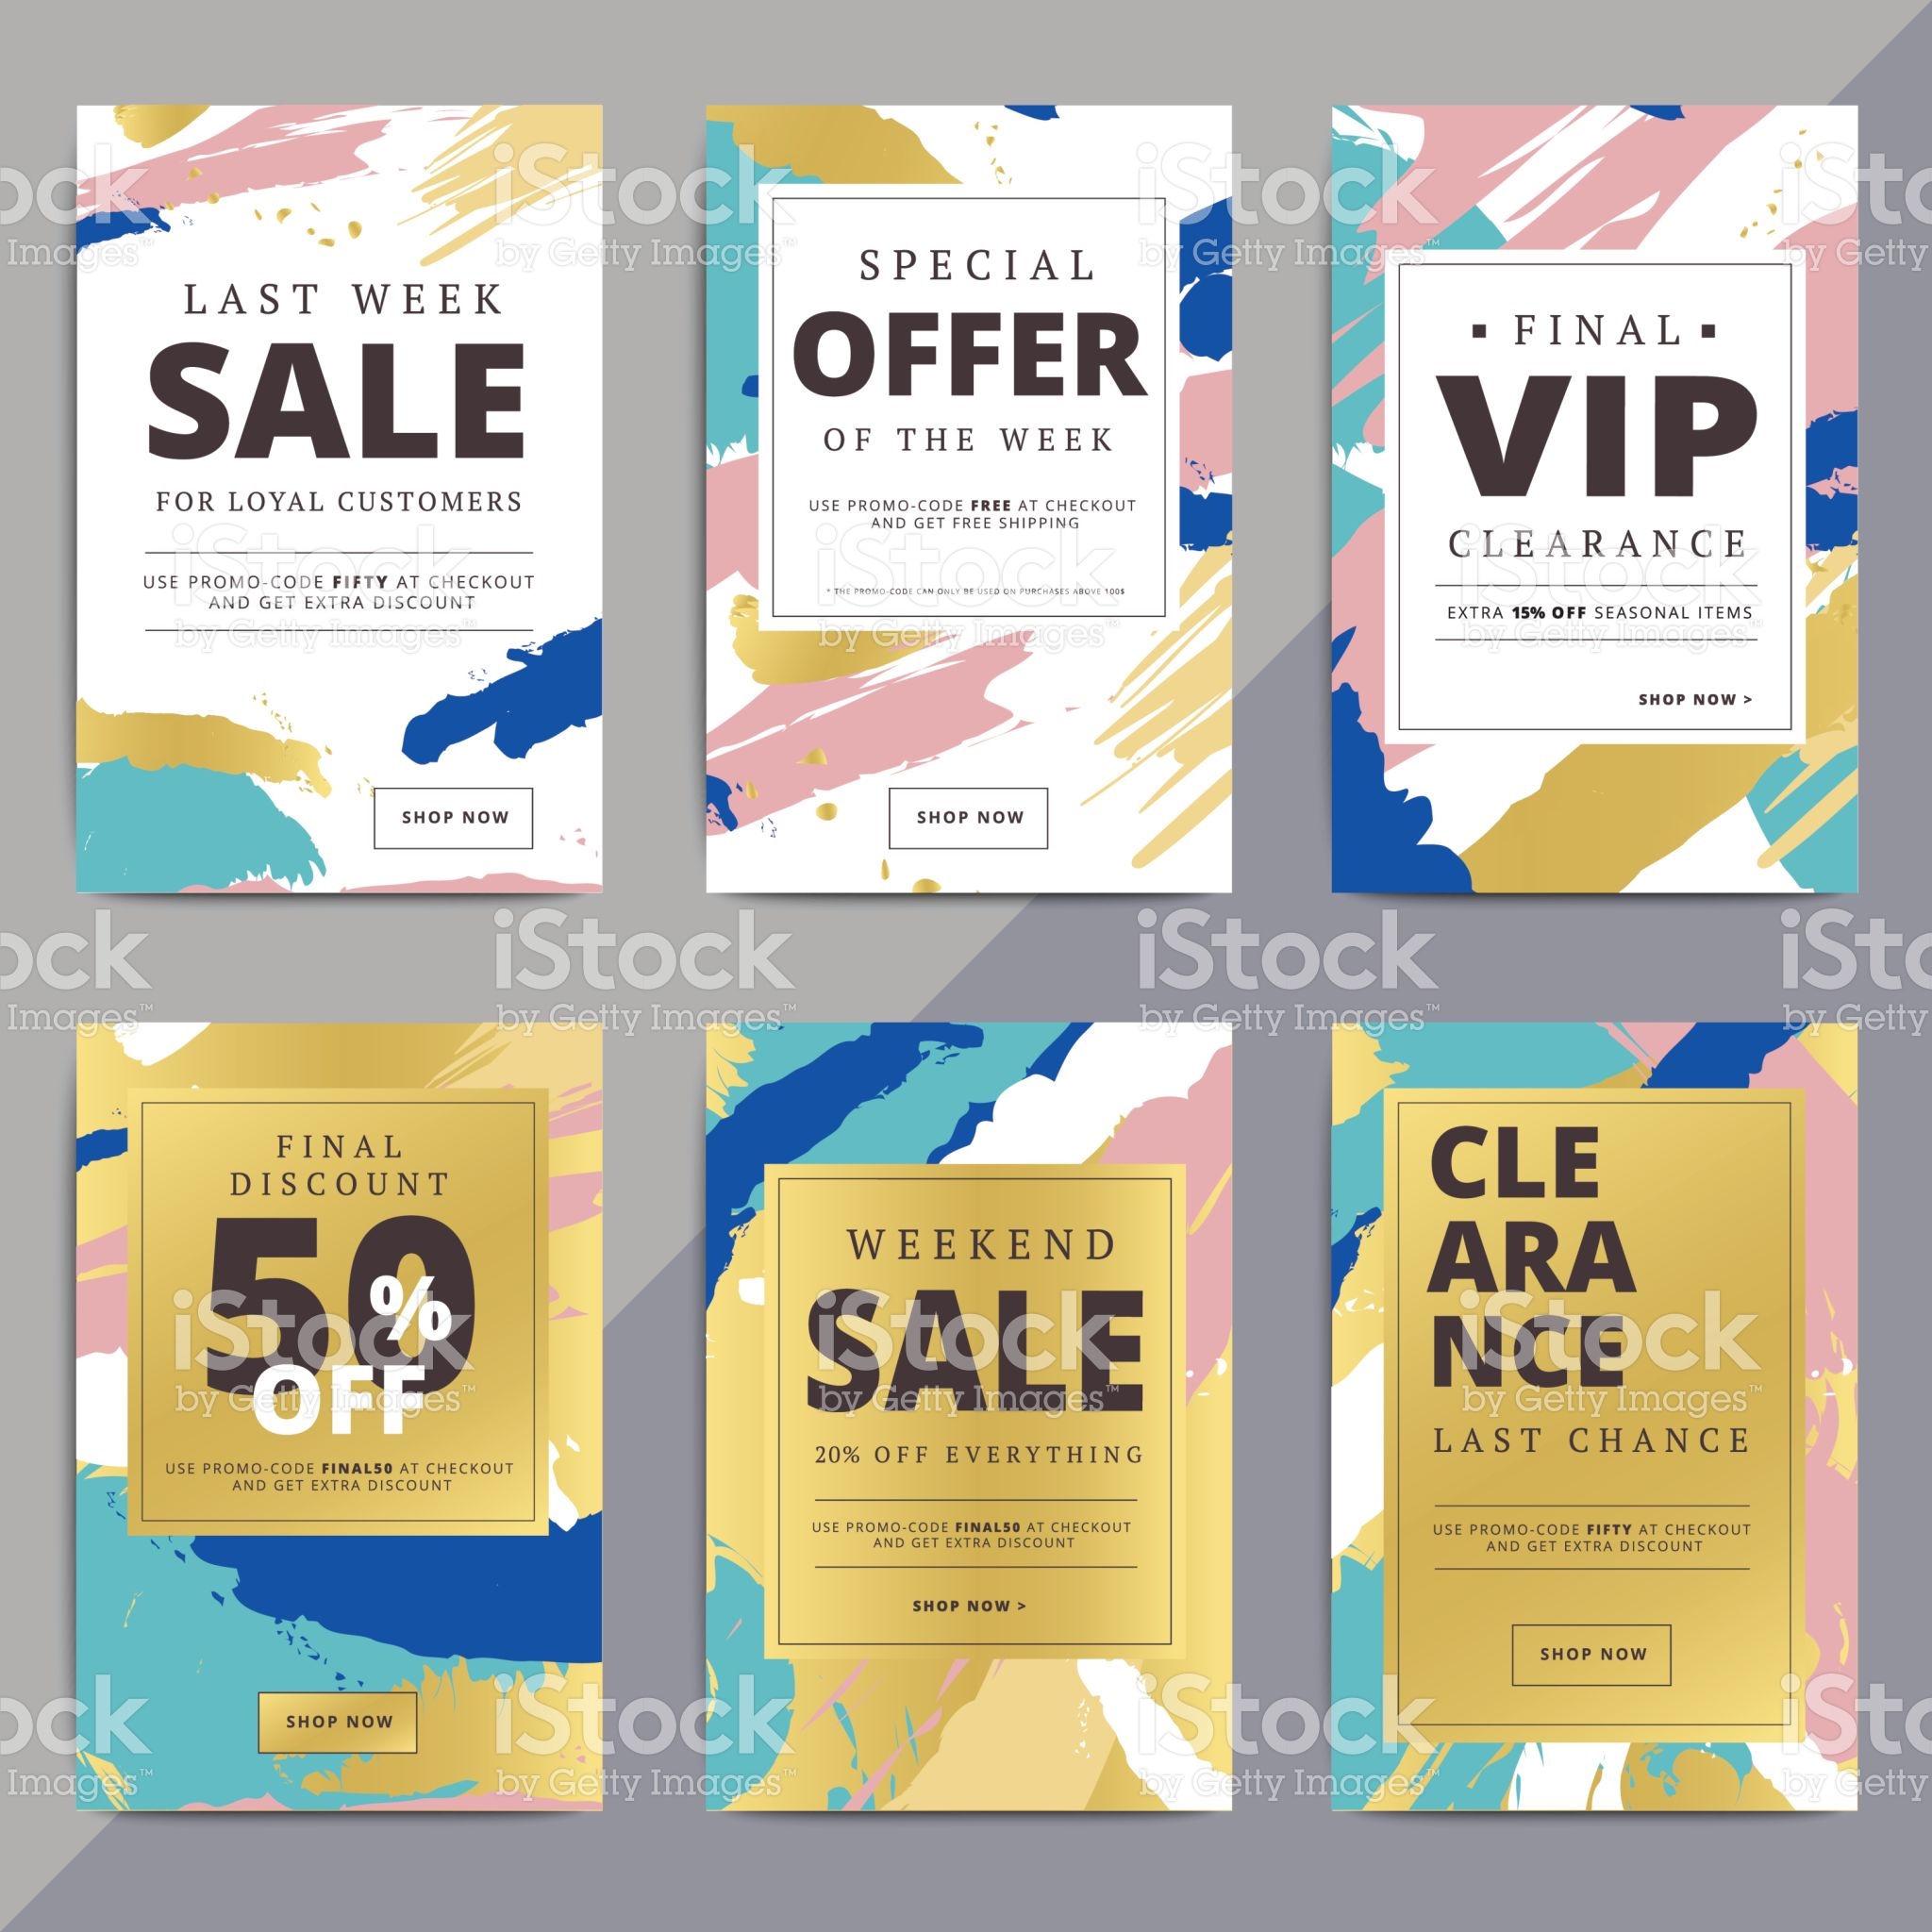 LAST WEEK
SALE
FOR LOYAL CUSTOMERS
USE PROMO-CODE FIFTY AT CHECKOUT
AND GET EXTRA DISCOUNT
SHOP NOW
SPECIAL
OFFER
OF THE WEEK
USE PROMO-CODE FREE AT CHECKOUT
AND GET FREE SHIPPING
* THE PROMO-CODE CAN ONLY BE USED ON PURCHASES ABOVE 100$
SHOP NOW
▪ FINAL ▪
VIP
CLEARANCE
EXTRA 15% OFF SEASONAL ITEMS
SHOP NOW >
FINAL
DISCOUNT
50
%
OFF
USE PROMO-CODE FINAL50 AT CHECKOUT
AND GET EXTRA DISCOUNT
SHOP NOW
WEEKEND
SALE
20% OFF EVERYTHING
USE PROMO-CODE FINAL50 AT CHECKOUT
AND GET EXTRA DISCOUNT
SHOP NOW >
CLE
ARA
NCE
LAST CHANCE
USE PROMO-CODE FIFTY AT CHECKOUT
AND GET EXTRA DISCOUNT
SHOP NOW
iStock
by Getty Images™